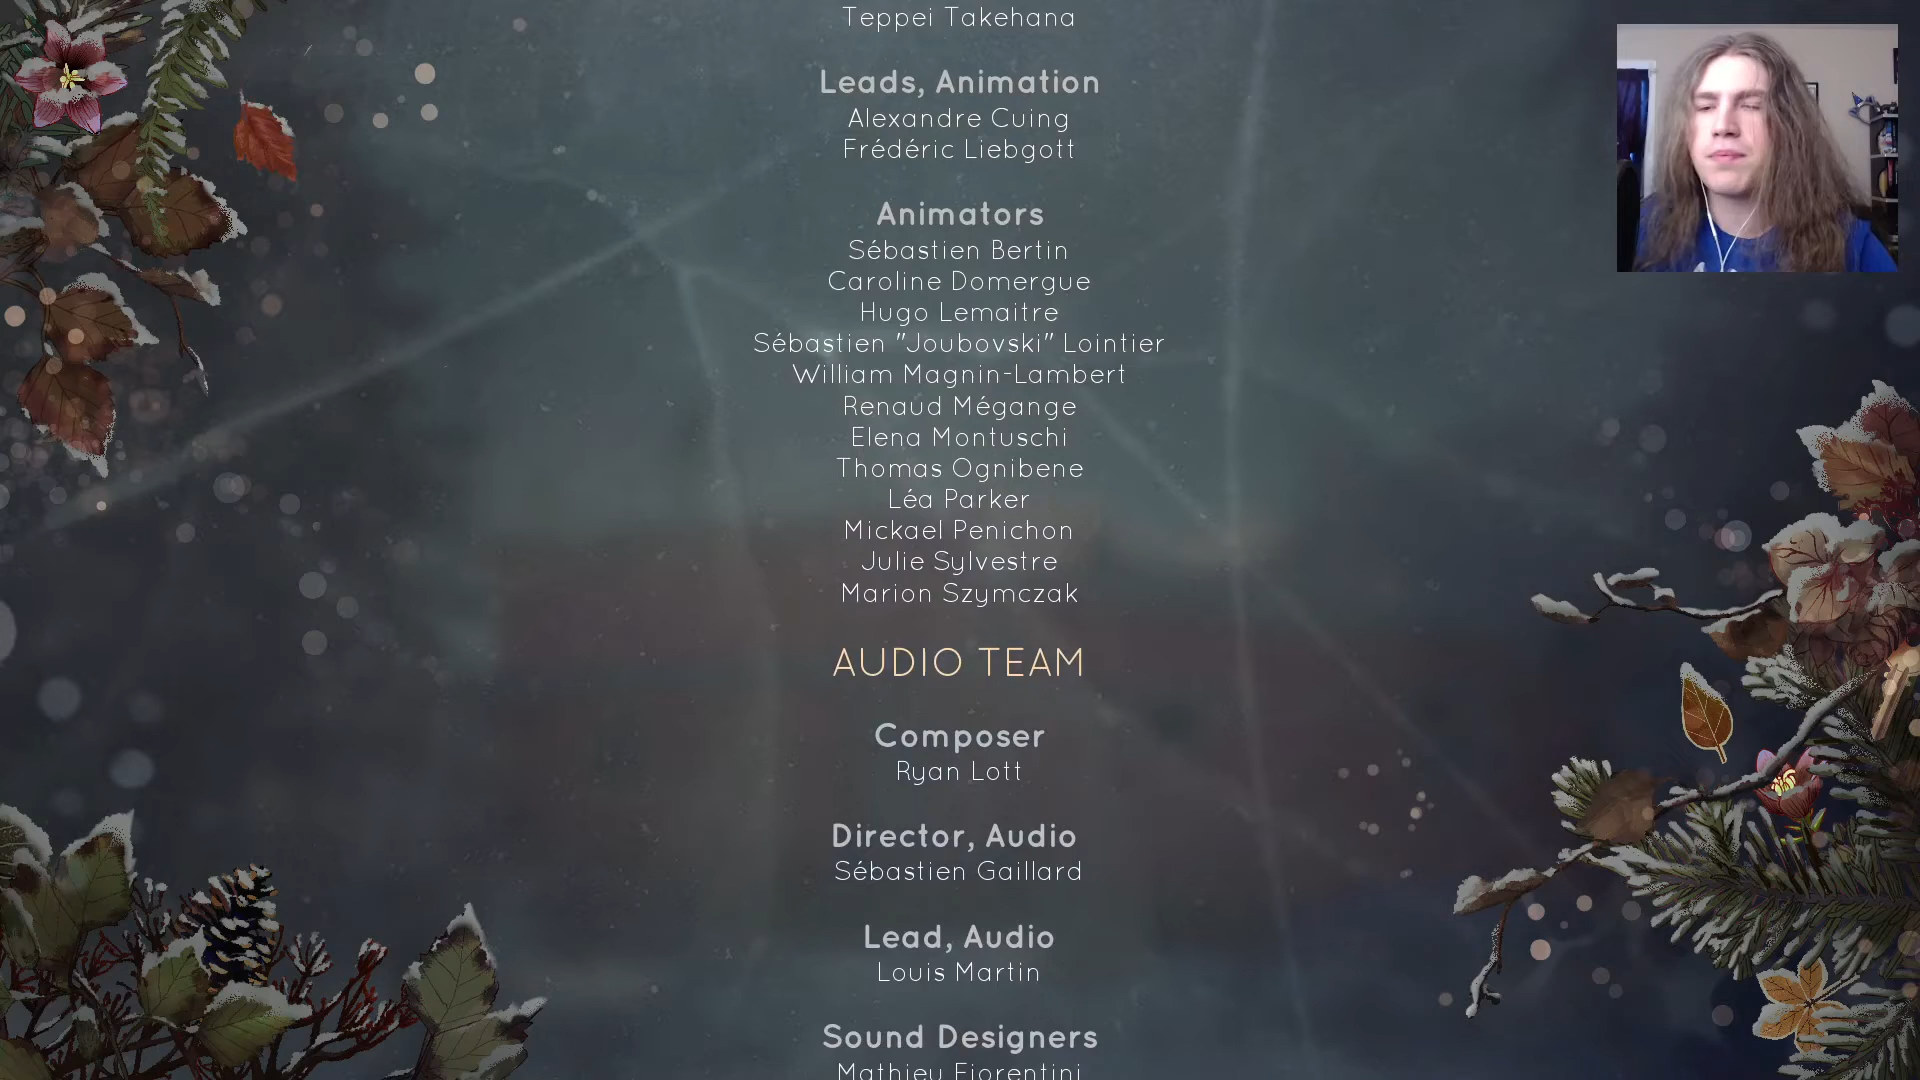 Teppei Takehana
Leads, Animation
Alexandre Cuing
Frédéric Liebgott
Animators
Sébastien Bertin
Caroline Domergue
Hugo Lemaitre
Sébastien "Joubovski" Lointier
William Magnin-Lambert
Renaud Mégange
Elena Montuschi
Thomas Ognibene
Léa Parker
Mickael Penichon
Julie Sylvestre
Marion Szymczak
AUDIO TEAM
Composer
Ryan Lott
Director, Audio
Sébastien Gaillard
Lead, Audio
Louis Martin
Sound Designers
Mathieu Fiorentini